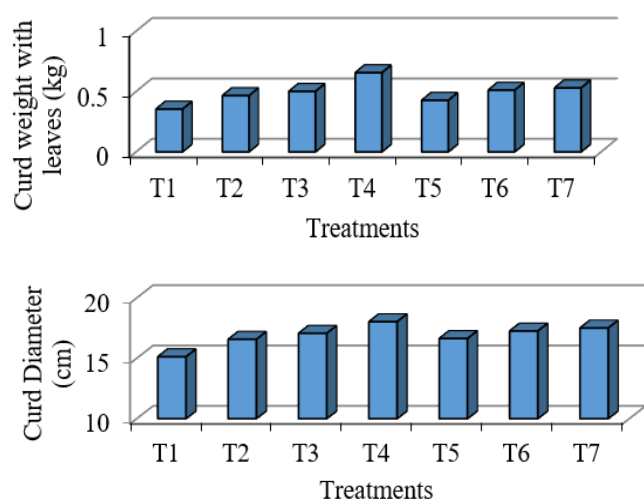 Curd weight with
leaves (kg)
1
0.5
0
T1 T2 T3 T4 T5 T6 T7
Treatments
Curd Diameter
(cm)
20
15
10
T1 T2 T3 T4 T5 T6 T7
Treatments